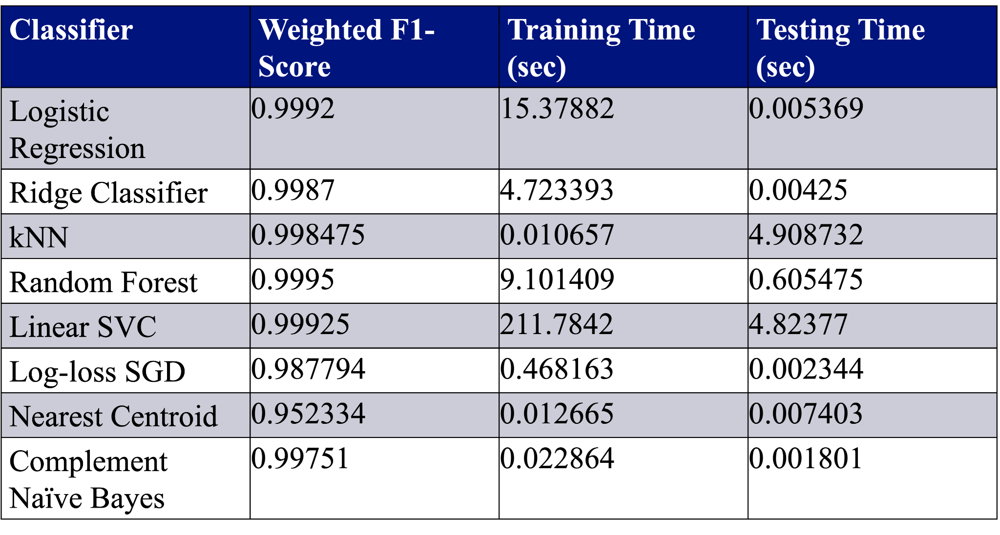 Classifier Weighted F1- Training Time Testing Time
Score (sec) (sec)
Logistic 0.9992 15.37882 0.005369
Regression
Ridge Classifier 0.9987 4.723393 0.00425
kNN 0.998475 0.010657 4.908732
Random Forest 0.9995 9.101409 0.605475
Linear SVC 0.99925 211.7842 4.82377
Log-loss SGD 0.987794 0.468163 0.002344
Nearest Centroid 0.952334 0.012665 0.007403
Complement 0.99751 0.022864 0.001801
Naïve Bayes